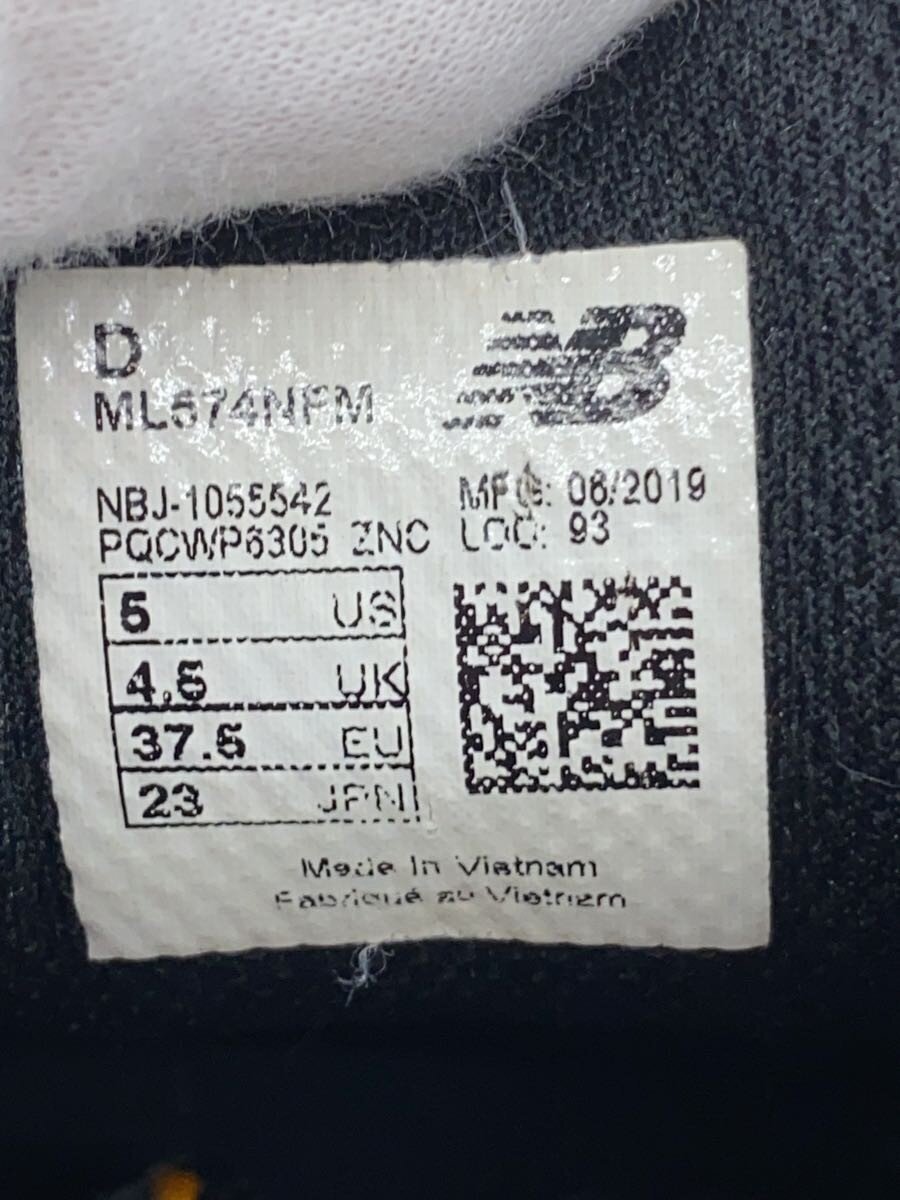 D
ML574NFM
NBJ-1055542
PQCWP6305 ZNC
MFG: 06/2019
LOC: 93
5 US
4.5 UK
37.5 EU
23 JPN
Made In Vietnam
Fabriqué au Vietnam